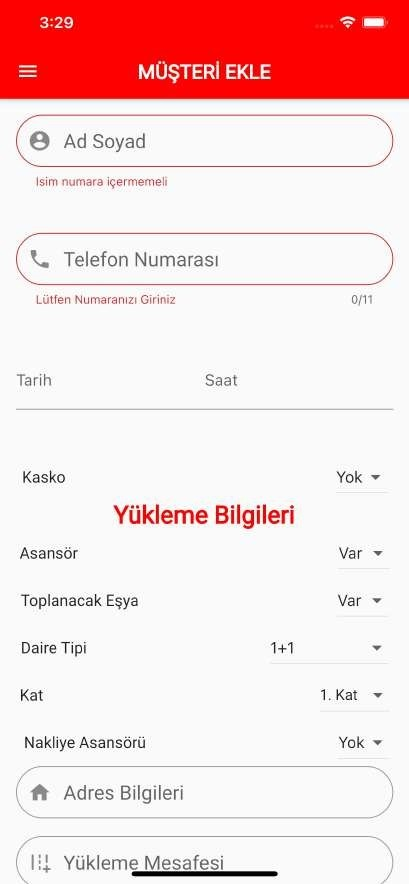 3:29
MÜŞTERİ EKLE
Ad Soyad
Isim numara içermemeli
Telefon Numarası
Lütfen Numaranızı Giriniz 0/11
Tarih Saat
Kasko Yok
Yükleme Bilgileri
Asansör Var
Toplanacak Eşya Var
Daire Tipi 1+1
Kat 1. Kat
Nakliye Asansörü Yok
Adres Bilgileri
Yükleme Mesafesi